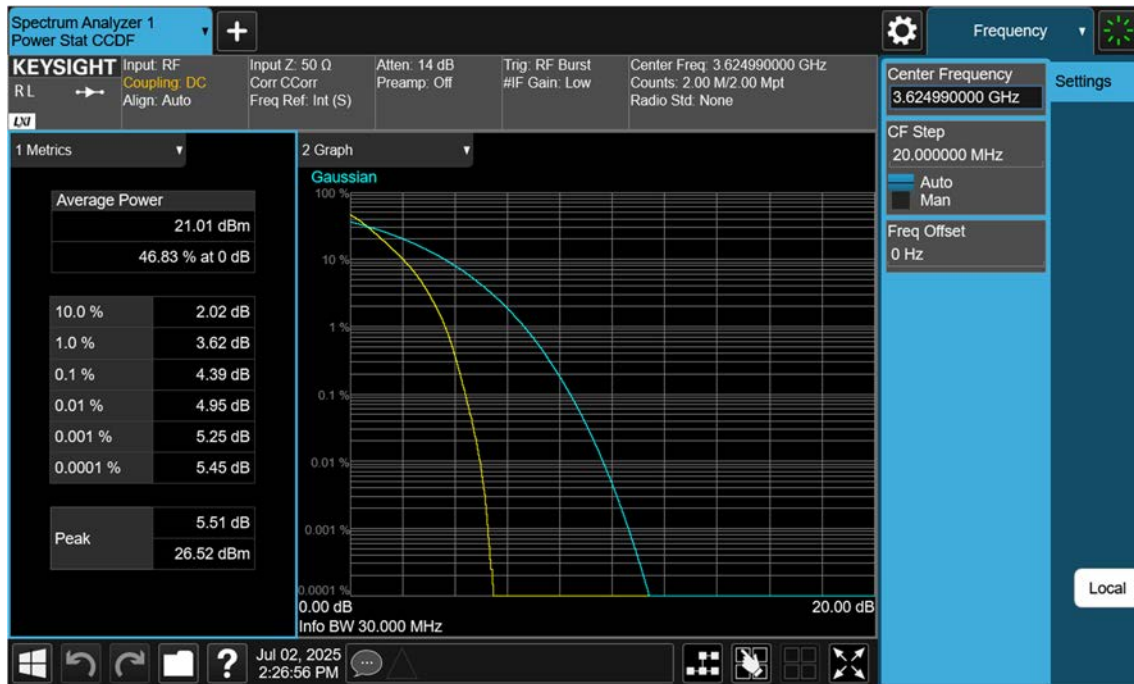 Spectrum Analyzer 1
Power Stat CCDF
Frequency
KEYSIGHT
RL
LXI
Input: RF
Coupling: DC
Align: Auto
Input Z: 50 Ω
Corr CCorr
Freq Ref: Int (S)
Atten: 14 dB
Preamp: Off
Trig: RF Burst
#IF Gain: Low
Center Freq: 3.624990000 GHz
Counts: 2.00 M/2.00 Mpt
Radio Std: None
Center Frequency
3.624990000 GHz
Settings
CF Step
20.000000 MHz
Auto
Man
Freq Offset
0 Hz
Local
1 Metrics
Average Power
21.01 dBm
46.83 % at 0 dB
10.0 % 2.02 dB
1.0 % 3.62 dB
0.1 % 4.39 dB
0.01 % 4.95 dB
0.001 % 5.25 dB
0.0001 % 5.45 dB
Peak
5.51 dB
26.52 dBm
2 Graph
Gaussian
100 %
10 %
1 %
0.1 %
0.01 %
0.001 %
0.0001 %
0.00 dB 20.00 dB
Info BW 30.000 MHz
?
Jul 02, 2025
2:26:56 PM